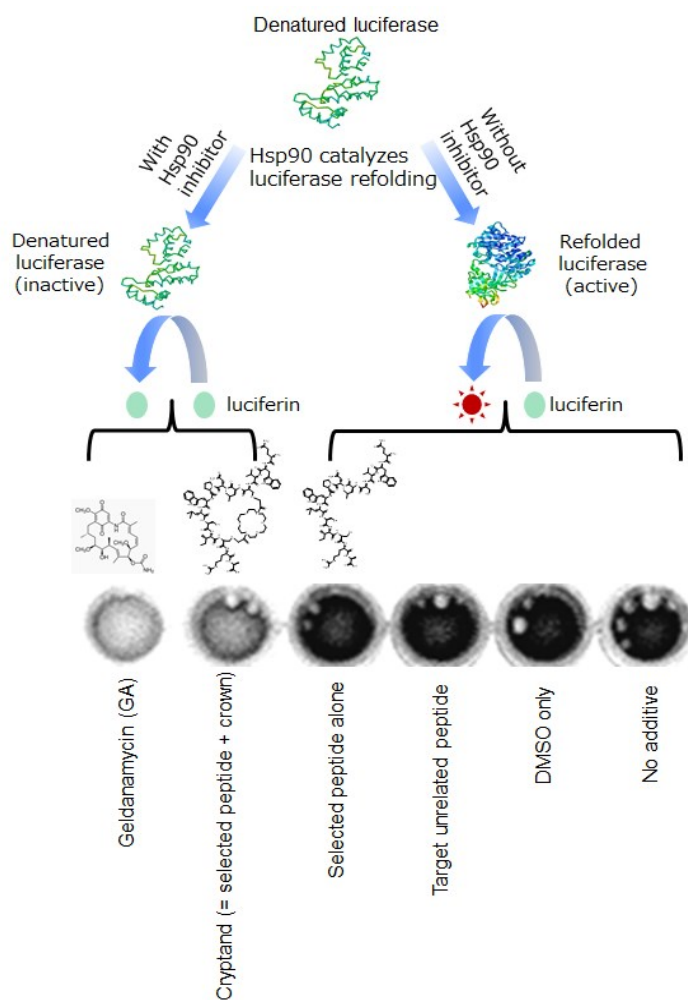 Denatured luciferase
With
Hsp90
inhibitor
Hsp90 catalyzes
luciferase refolding
Without
Hsp90
inhibitor
Denatured
luciferase
(inactive)
Refolded
luciferase
(active)
luciferin
luciferin
Geldanamycin (GA)
Cryptand (= selected peptide + crown)
Selected peptide alone
Target unrelated peptide
DMSO only
No additive